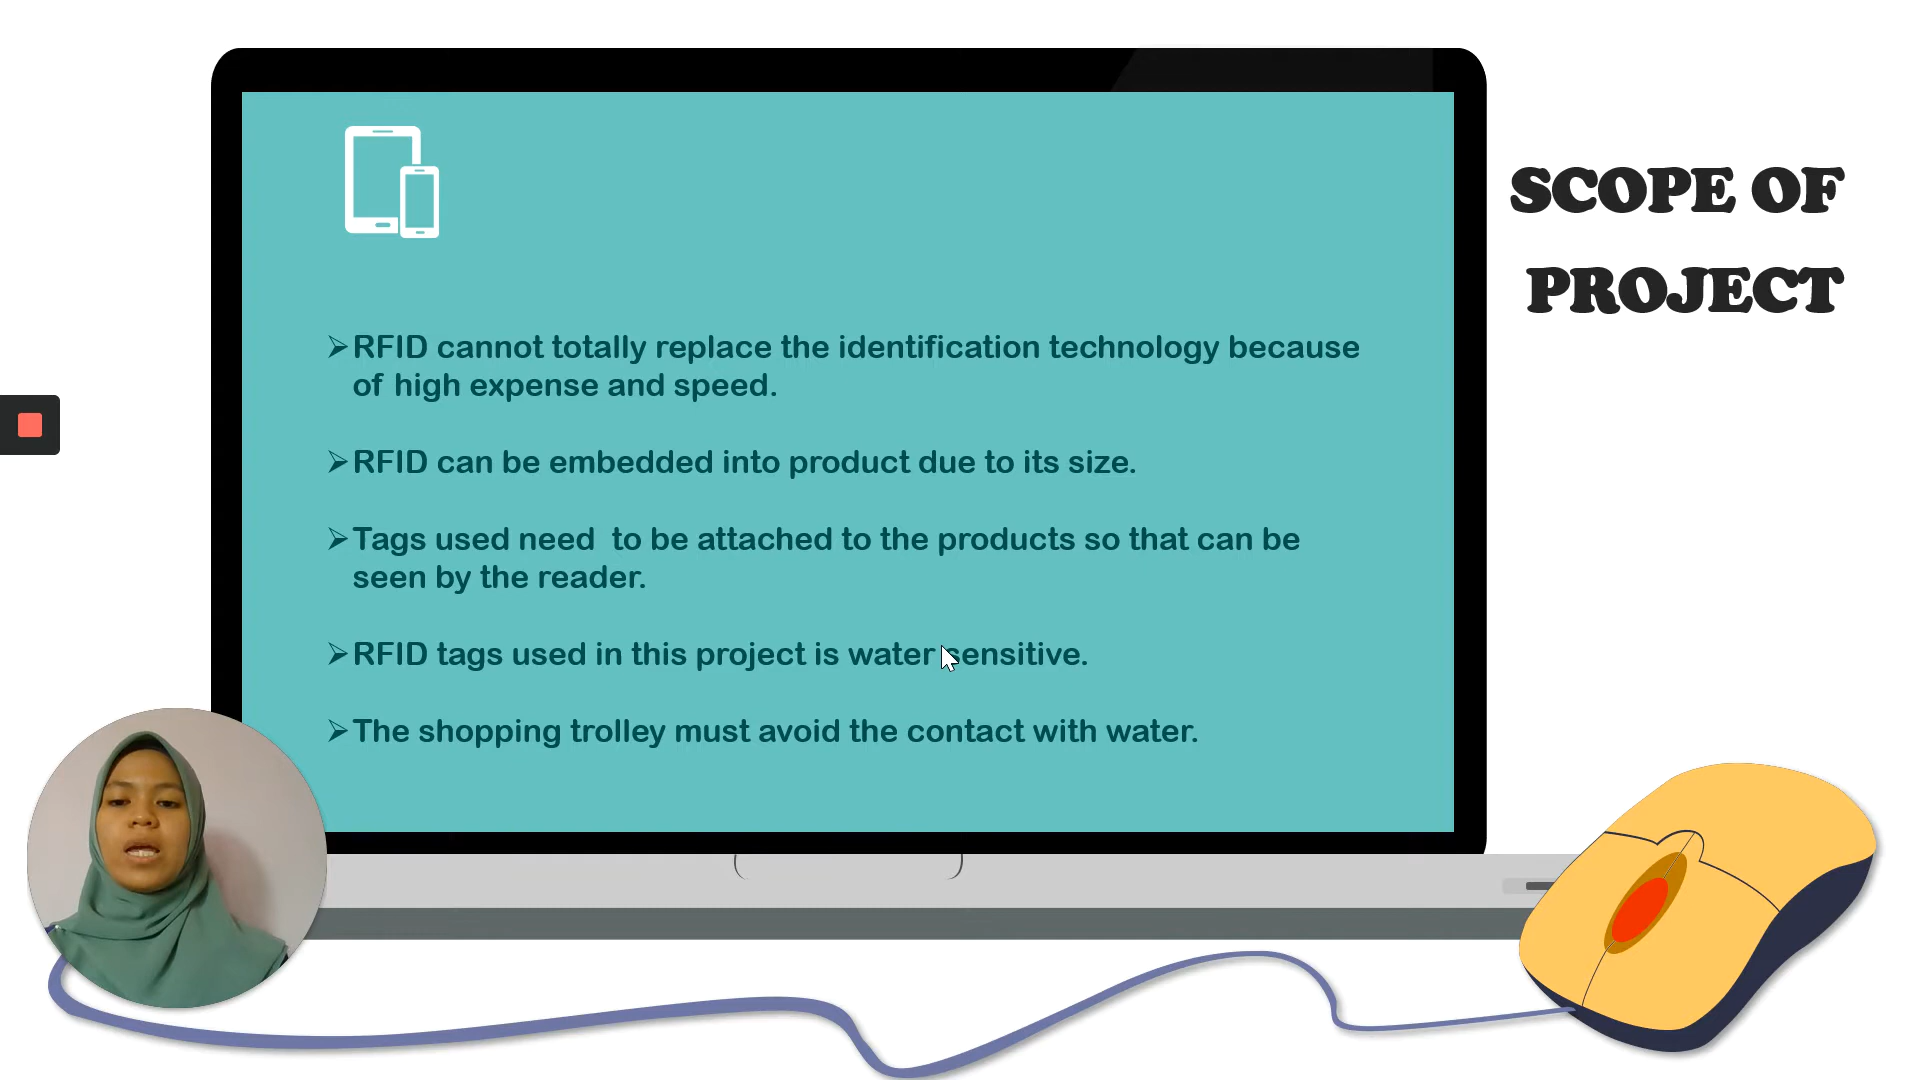 SCOPE OF
PROJECT
➢RFID cannot totally replace the identification technology because
of high expense and speed.
➢RFID can be embedded into product due to its size.
➢Tags used need  to be attached to the products so that can be
seen by the reader.
➢RFID tags used in this project is water sensitive.
➢The shopping trolley must avoid the contact with water.